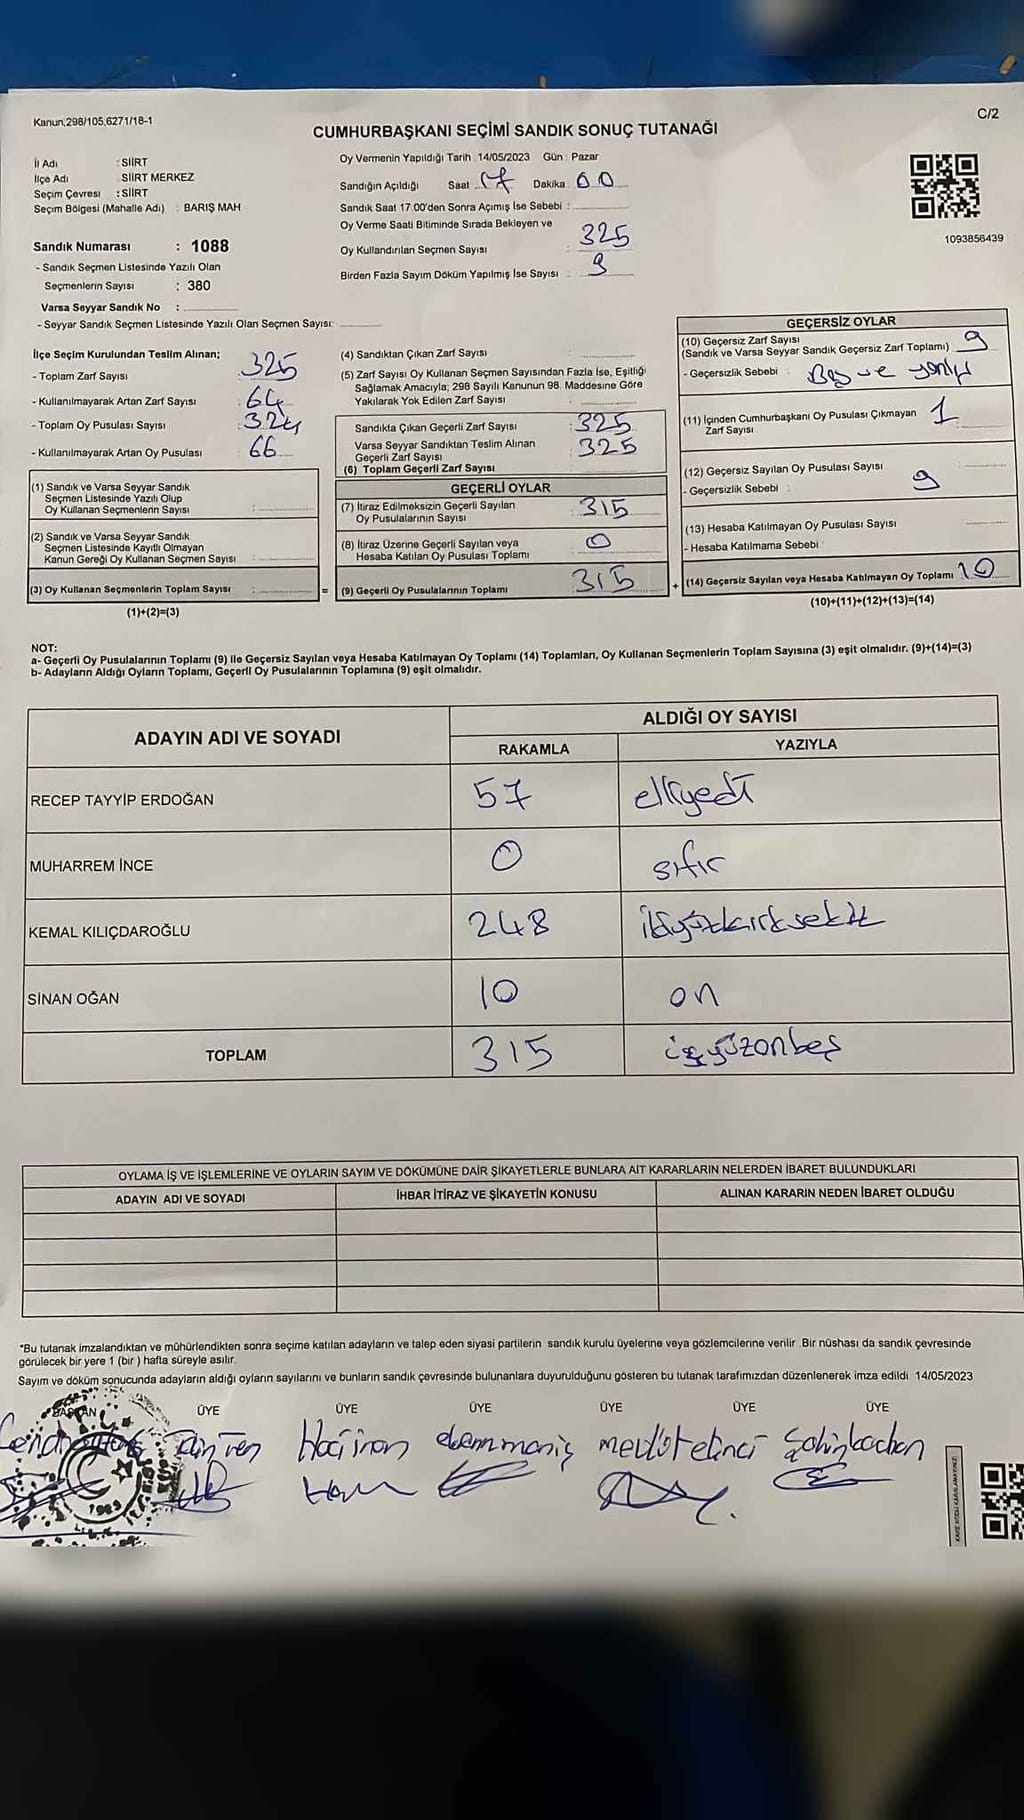 Kanun,298/105,6271/18-1
C/2
CUMHURBAŞKANI SEÇİMİ SANDIK SONUÇ TUTANAĞI
İl Adı : SİİRT
İlçe Adı SİİRT MERKEZ
Seçim Çevresi : SİİRT
Seçim Bölgesi (Mahalle Adı) : BARIŞ MAH
Sandık Numarası : 1088
- Sandık Seçmen Listesinde Yazılı Olan
Seçmenlerin Sayısı : 380
Varsa Seyyar Sandık No :
- Seyyar Sandık Seçmen Listesinde Yazılı Olan Seçmen Sayısı:
Oy Vermenin Yapıldığı Tarih :14/05/2023 Gün : Pazar
Sandığın Açıldığı Saat 17 Dakika 00
Sandık Saat 17.00'den Sonra Açımış İse Sebebi :
Oy Verme Saati Bitiminde Sırada Bekleyen ve
Oy Kullandırılan Seçmen Sayısı : 325
Birden Fazla Sayım Döküm Yapılmış İse Sayısı : 9
1093856439
İlçe Seçim Kurulundan Teslim Alınan;
- Toplam Zarf Sayısı 325
- Kullanılmayarak Artan Zarf Sayısı : 64
- Toplam Oy Pusulası Sayısı : 324
- Kullanılmayarak Artan Oy Pusulası 66
(1) Sandık ve Varsa Seyyar Sandık
Seçmen Listesinde Yazılı Olup
Oy Kullanan Seçmenlerin Sayısı :
(2) Sandık ve Varsa Seyyar Sandık
Seçmen Listesinde Kayıtlı Olmayan
Kanun Gereği Oy Kullanan Seçmen Sayısı :
(3) Oy Kullanan Seçmenlerin Toplam Sayısı : =
(1)+(2)=(3)
(4) Sandıktan Çıkan Zarf Sayısı :
(5) Zarf Sayısı Oy Kullanan Seçmen Sayısından Fazla İse, Eşitliği
Sağlamak Amacıyla; 298 Sayılı Kanunun 98. Maddesine Göre
Yakılarak Yok Edilen Zarf Sayısı :
Sandıkta Çıkan Geçerli Zarf Sayısı : 325
Varsa Seyyar Sandıktan Teslim Alınan
Geçerli Zarf Sayısı : 325
(6) Toplam Geçerli Zarf Sayısı
GEÇERLİ OYLAR
(7) İtiraz Edilmeksizin Geçerli Sayılan
Oy Pusulalarının Sayısı : 315
(8) İtiraz Üzerine Geçerli Sayılan veya
Hesaba Katılan Oy Pusulası Toplamı : 0
(9) Geçerli Oy Pusulalarının Toplamı 315 +
GEÇERSİZ OYLAR
(10) Geçersiz Zarf Sayısı
(Sandık ve Varsa Seyyar Sandık Geçersiz Zarf Toplamı) 9
- Geçersizlik Sebebi : Boş ve
(11) İçinden Cumhurbaşkanı Oy Pusulası Çıkmayan
Zarf Sayısı 1
(12) Geçersiz Sayılan Oy Pusulası Sayısı
- Geçersizlik Sebebi : 9
(13) Hesaba Katılmayan Oy Pusulası Sayısı
- Hesaba Katılmama Sebebi :
(14) Geçersiz Sayılan veya Hesaba Katılmayan Oy Toplamı 10
(10)+(11)+(12)+(13)=(14)
NOT:
a- Geçerli Oy Pusulalarının Toplamı (9) ile Geçersiz Sayılan veya Hesaba Katılmayan Oy Toplamı (14) Toplamları, Oy Kullanan Seçmenlerin Toplam Sayısına (3) eşit olmalıdır. (9)+(14)=(3)
b- Adayların Aldığı Oyların Toplamı, Geçerli Oy Pusulalarının Toplamına (9) eşit olmalıdır.
ADAYIN ADI VE SOYADI
ALDIĞI OY SAYISI
RAKAMLA YAZIYLA
RECEP TAYYİP ERDOĞAN 57 elliyedi
MUHARREM İNCE 0 sıfır
KEMAL KILIÇDAROĞLU 248 ikiyüzkırksekiz
SİNAN OĞAN 10 on
TOPLAM 315 üçyüzonbeş
OYLAMA İŞ VE İŞLEMLERİNE VE OYLARIN SAYIM VE DÖKÜMÜNE DAİR ŞİKAYETLERLE BUNLARA AİT KARARLARIN NELERDEN İBARET BULUNDUKLARI
ADAYIN ADI VE SOYADI İHBAR İTİRAZ VE ŞİKAYETİN KONUSU ALINAN KARARIN NEDEN İBARET OLDUĞU
*Bu tutanak imzalandıktan ve mühürlendikten sonra seçime katılan adayların ve talep eden siyasi partilerin sandık kurulu üyelerine veya gözlemcilerine verilir. Bir nüshası da sandık çevresinde
görülecek bir yere 1 (bir ) hafta süreyle asılır.
Sayım ve döküm sonucunda adayların aldığı oyların sayılarını ve bunların sandık çevresinde bulunanlara duyurulduğunu gösteren bu tutanak tarafımızdan düzenlenerek imza edildi 14/05/2023
BAŞKAN ÜYE ÜYE ÜYE ÜYE ÜYE ÜYE